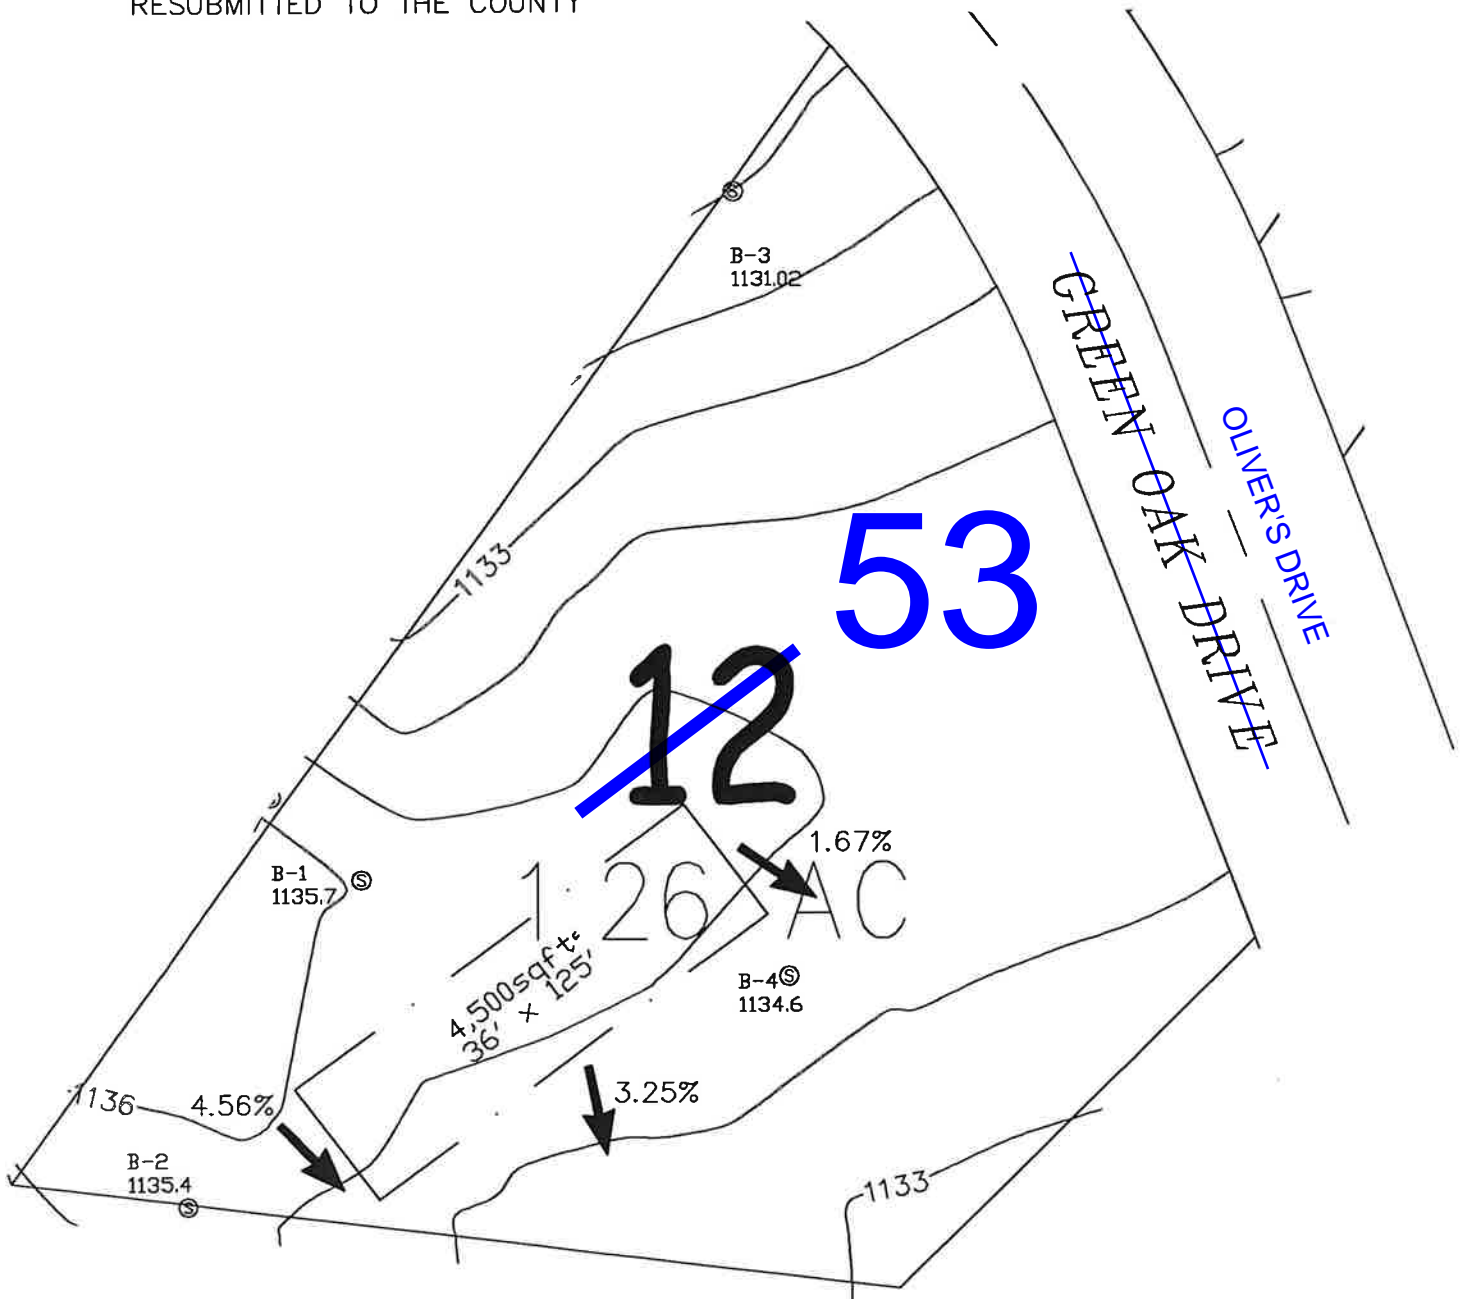 RESUBMITTED TO THE COUNTY
B-3
1131.02
GREEN OAK DRIVE
OLIVER'S DRIVE
53
1133
12
1.67%
1.26 AC
B-1
1135.7
S
4,500sqft
36' x 125'
B-4 S
1134.6
1136
4.56%
3.25%
B-2
1135.4
S
1133